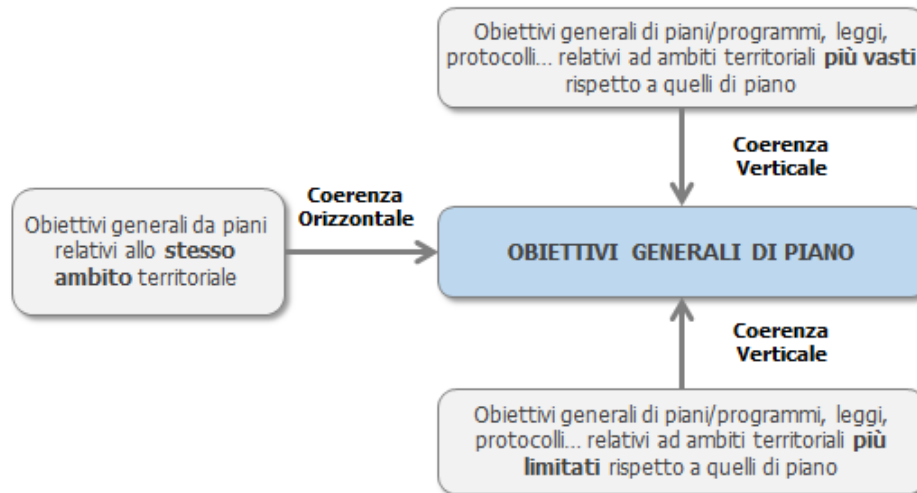 Obiettivi generali di piani/programmi, leggi,
protocolli... relativi ad ambiti territoriali più vasti
rispetto a quelli di piano
Coerenza
Verticale
Coerenza
Orizzontale
Obiettivi generali da piani
relativi allo stesso
ambito territoriale
OBIETTIVI GENERALI DI PIANO
Coerenza
Verticale
Obiettivi generali di piani/programmi, leggi,
protocolli... relativi ad ambiti territoriali più
limitati rispetto a quelli di piano